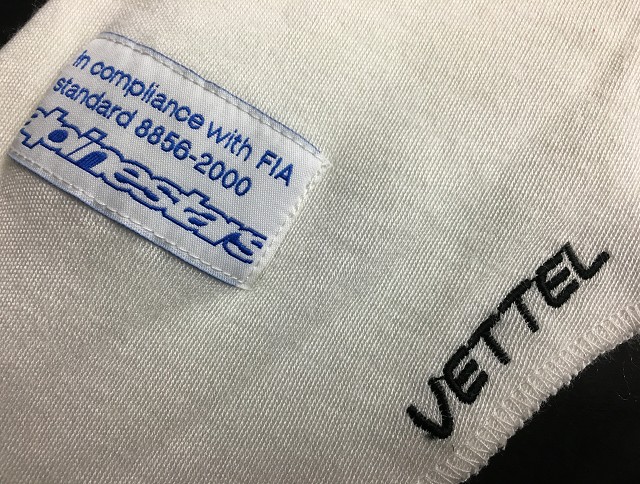 In compliance with FIA
standard 8856-2000
alpinestars
VETTEL